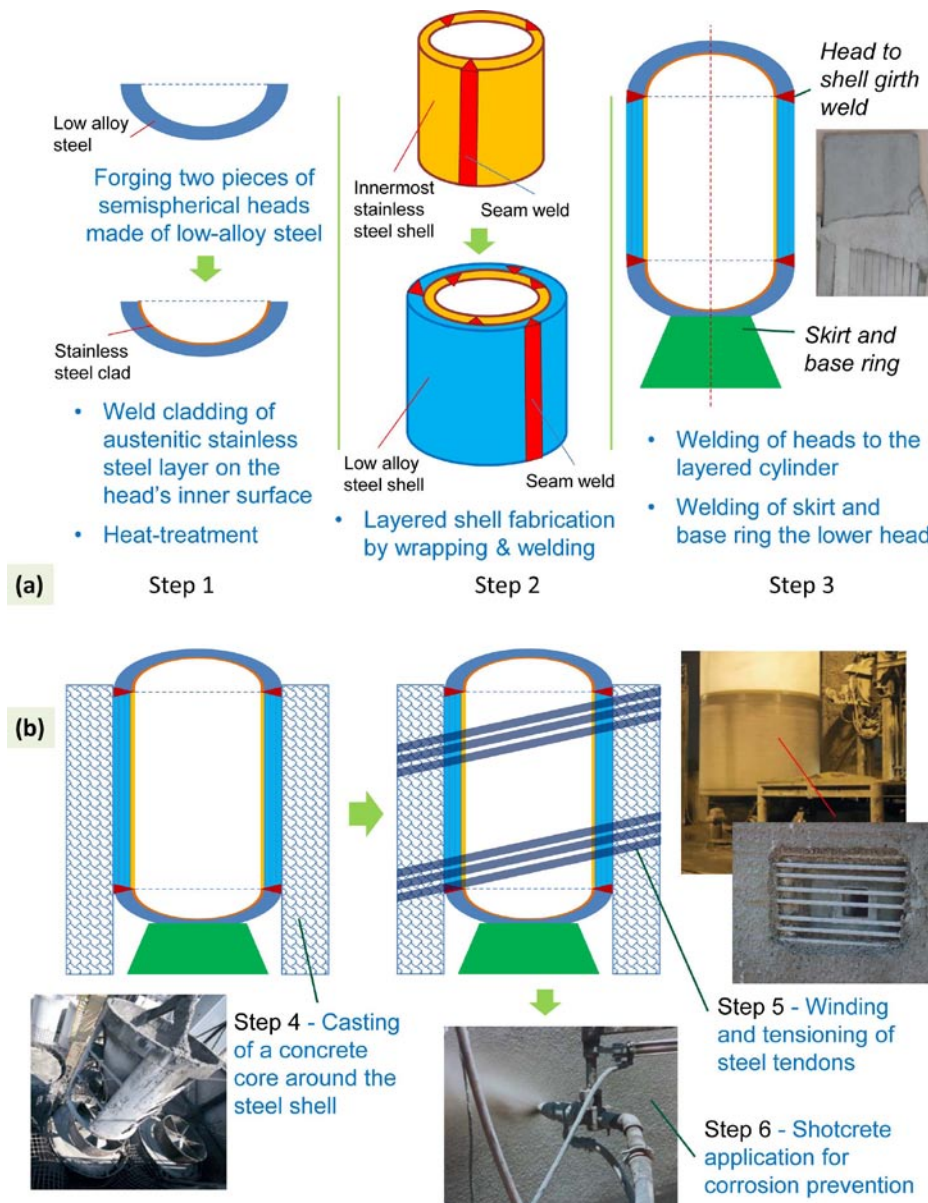 Low alloy
steel
Forging two pieces of
semispherical heads
made of low-alloy steel
Stainless
steel clad
• Weld cladding of
austenitic stainless
steel layer on the
head's inner surface
• Heat-treatment
Innermost
stainless
steel shell
Seam weld
Low alloy
steel shell
Seam weld
• Layered shell fabrication
by wrapping & welding
Head to
shell girth
weld
Skirt and
base ring
• Welding of heads to the
layered cylinder
• Welding of skirt and
base ring the lower head
(a)
Step 1
Step 2
Step 3
(b)
Step 4 - Casting
of a concrete
core around the
steel shell
Step 5 - Winding
and tensioning of
steel tendons
Step 6 - Shotcrete
application for
corrosion prevention